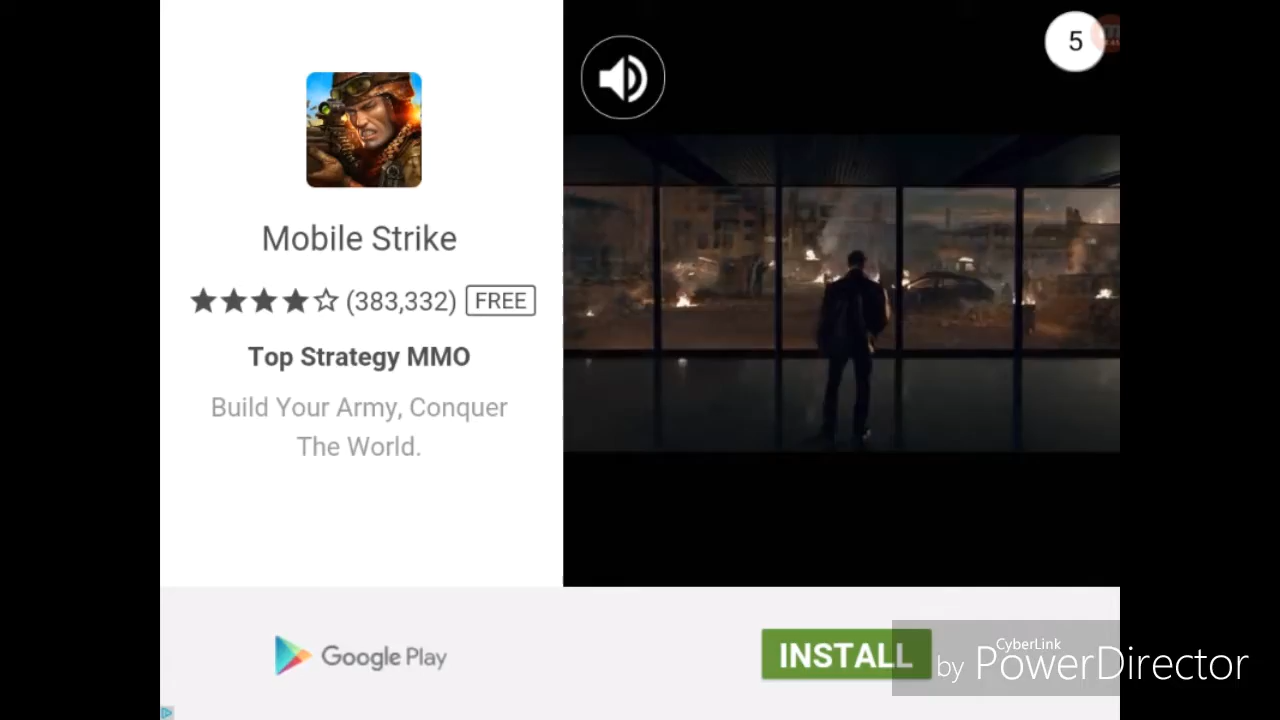 5
Mobile Strike
(383,332) FREE
Top Strategy MMO
Build Your Army, Conquer
The World.
Google Play
INSTALL
CyberLink
by PowerDirector